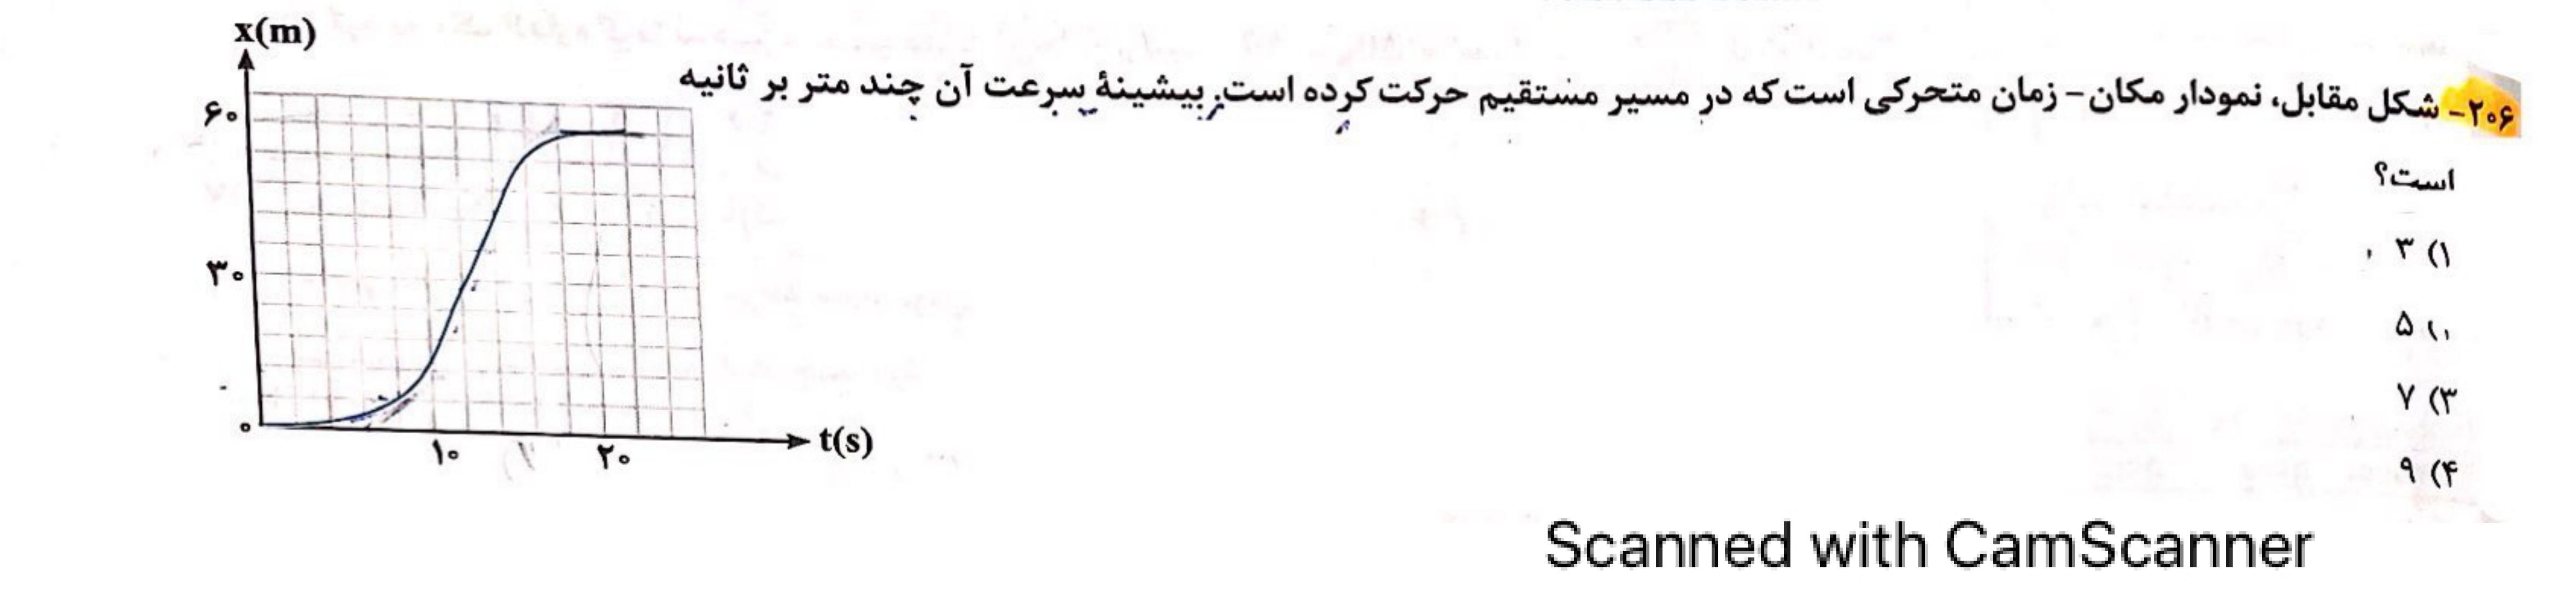 ۲۰۶- شکل مقابل، نمودار مکان- زمان متحرکی است که در مسیر مستقیم حرکت کرده است. بیشینهٔ سرعت آن چند متر بر ثانیه
است؟
۱) ۳
۵
۳) ۷
۴) ۹
x(m)
۶۰
۳۰
۰
۱۰
۲۰
t(s)
Scanned with CamScanner